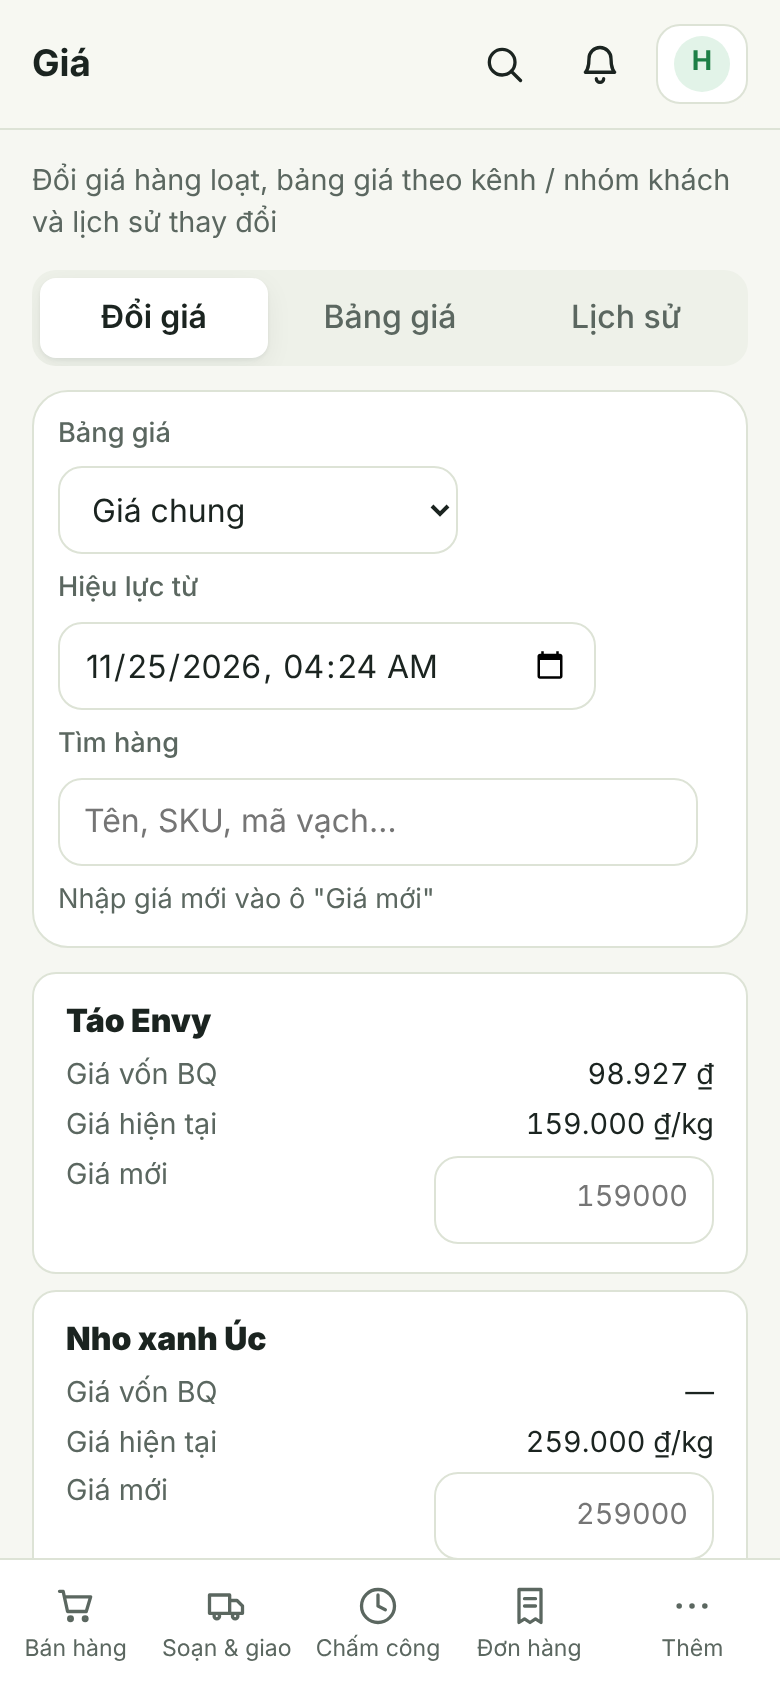 Giá
H
Đổi giá hàng loạt, bảng giá theo kênh / nhóm khách
và lịch sử thay đổi
Đổi giá
Bảng giá
Lịch sử
Bảng giá
Giá chung
Hiệu lực từ
11/25/2026, 04:24 AM
Tìm hàng
Tên, SKU, mã vạch...
Nhập giá mới vào ô "Giá mới"
Táo Envy
Giá vốn BQ 98.927 ₫
Giá hiện tại 159.000 ₫/kg
Giá mới 159000
Nho xanh Úc
Giá vốn BQ —
Giá hiện tại 259.000 ₫/kg
Giá mới 259000
Bán hàng
Soạn & giao
Chấm công
Đơn hàng
Thêm